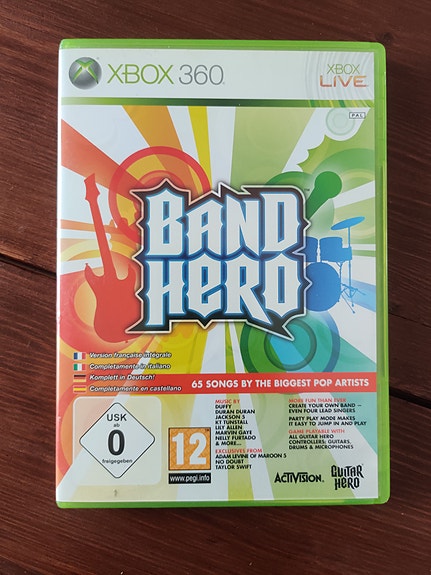 XBOX 360
XBOX
LIVE
PAL
BAND
HERO
Version française intégrale
Completamente in italiano
Komplett in Deutsch!
Completamente en castellano
65 SONGS BY THE BIGGEST POP ARTISTS
USK
ab
0
freigegeben
12
www.pegi.info
MUSIC BY
DUFFY
DURAN DURAN
JACKSON 5
KT TUNSTALL
LILY ALLEN
MARVIN GAYE
NELLY FURTADO
& MORE...
EXCLUSIVES FROM
ADAM LEVINE OF MAROON 5
NO DOUBT
TAYLOR SWIFT
MORE FUN THAN EVER
CREATE YOUR OWN BAND –
EVEN FOUR LEAD SINGERS
PARTY PLAY MODE MAKES
IT EASY TO JUMP IN AND PLAY
GAME PLAYABLE WITH
ALL GUITAR HERO
CONTROLLERS: GUITARS,
DRUMS & MICROPHONES
ACTIVISION
GUITAR
HERO